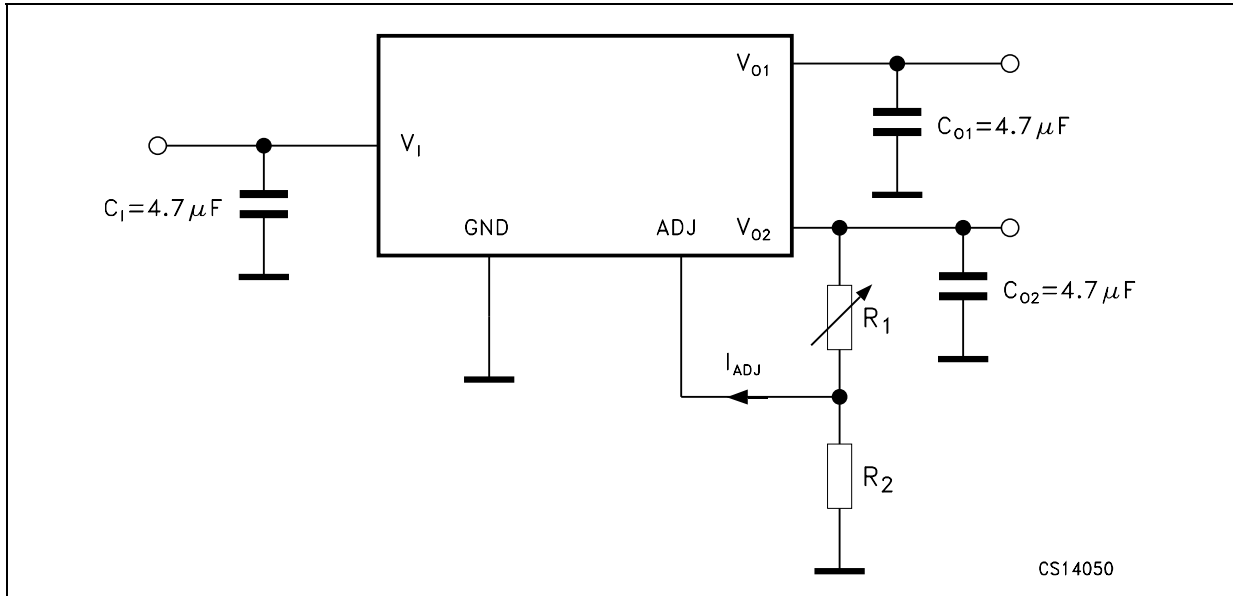 V_O1
C_O1=4.7μF
V_I
C_I=4.7μF
GND
ADJ
V_O2
C_O2=4.7μF
R_1
I_ADJ
R_2
CS14050